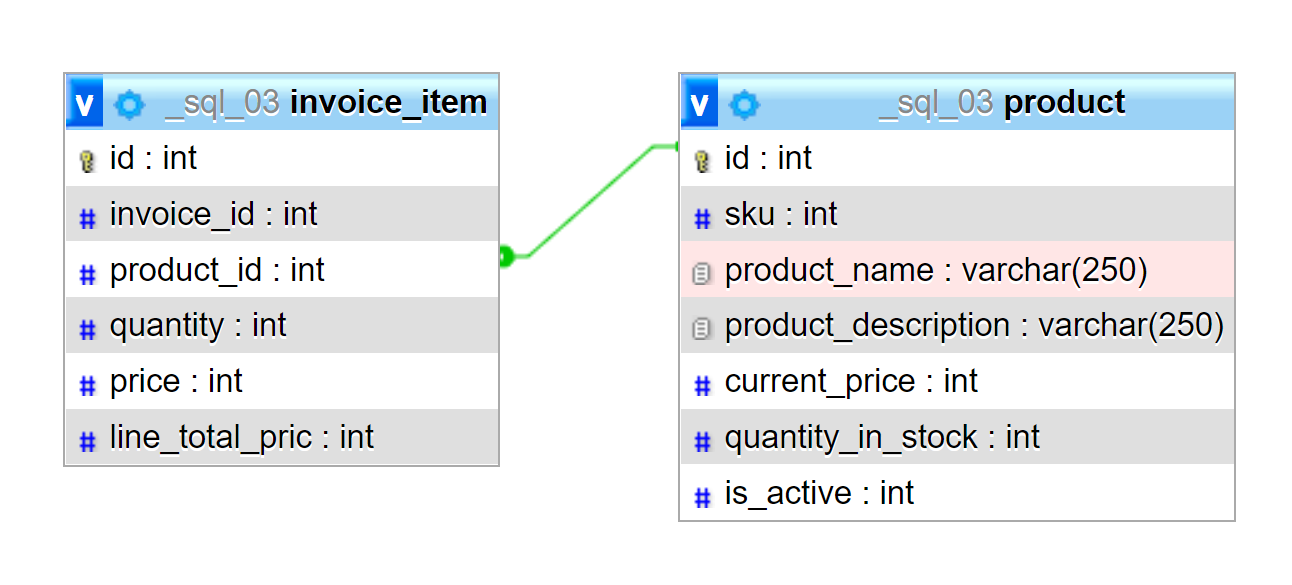 v _sql_03 invoice_item
id : int
invoice_id : int
product_id : int
quantity : int
price : int
line_total_pric : int
v _sql_03 product
id : int
sku : int
product_name : varchar(250)
product_description : varchar(250)
current_price : int
quantity_in_stock : int
is_active : int